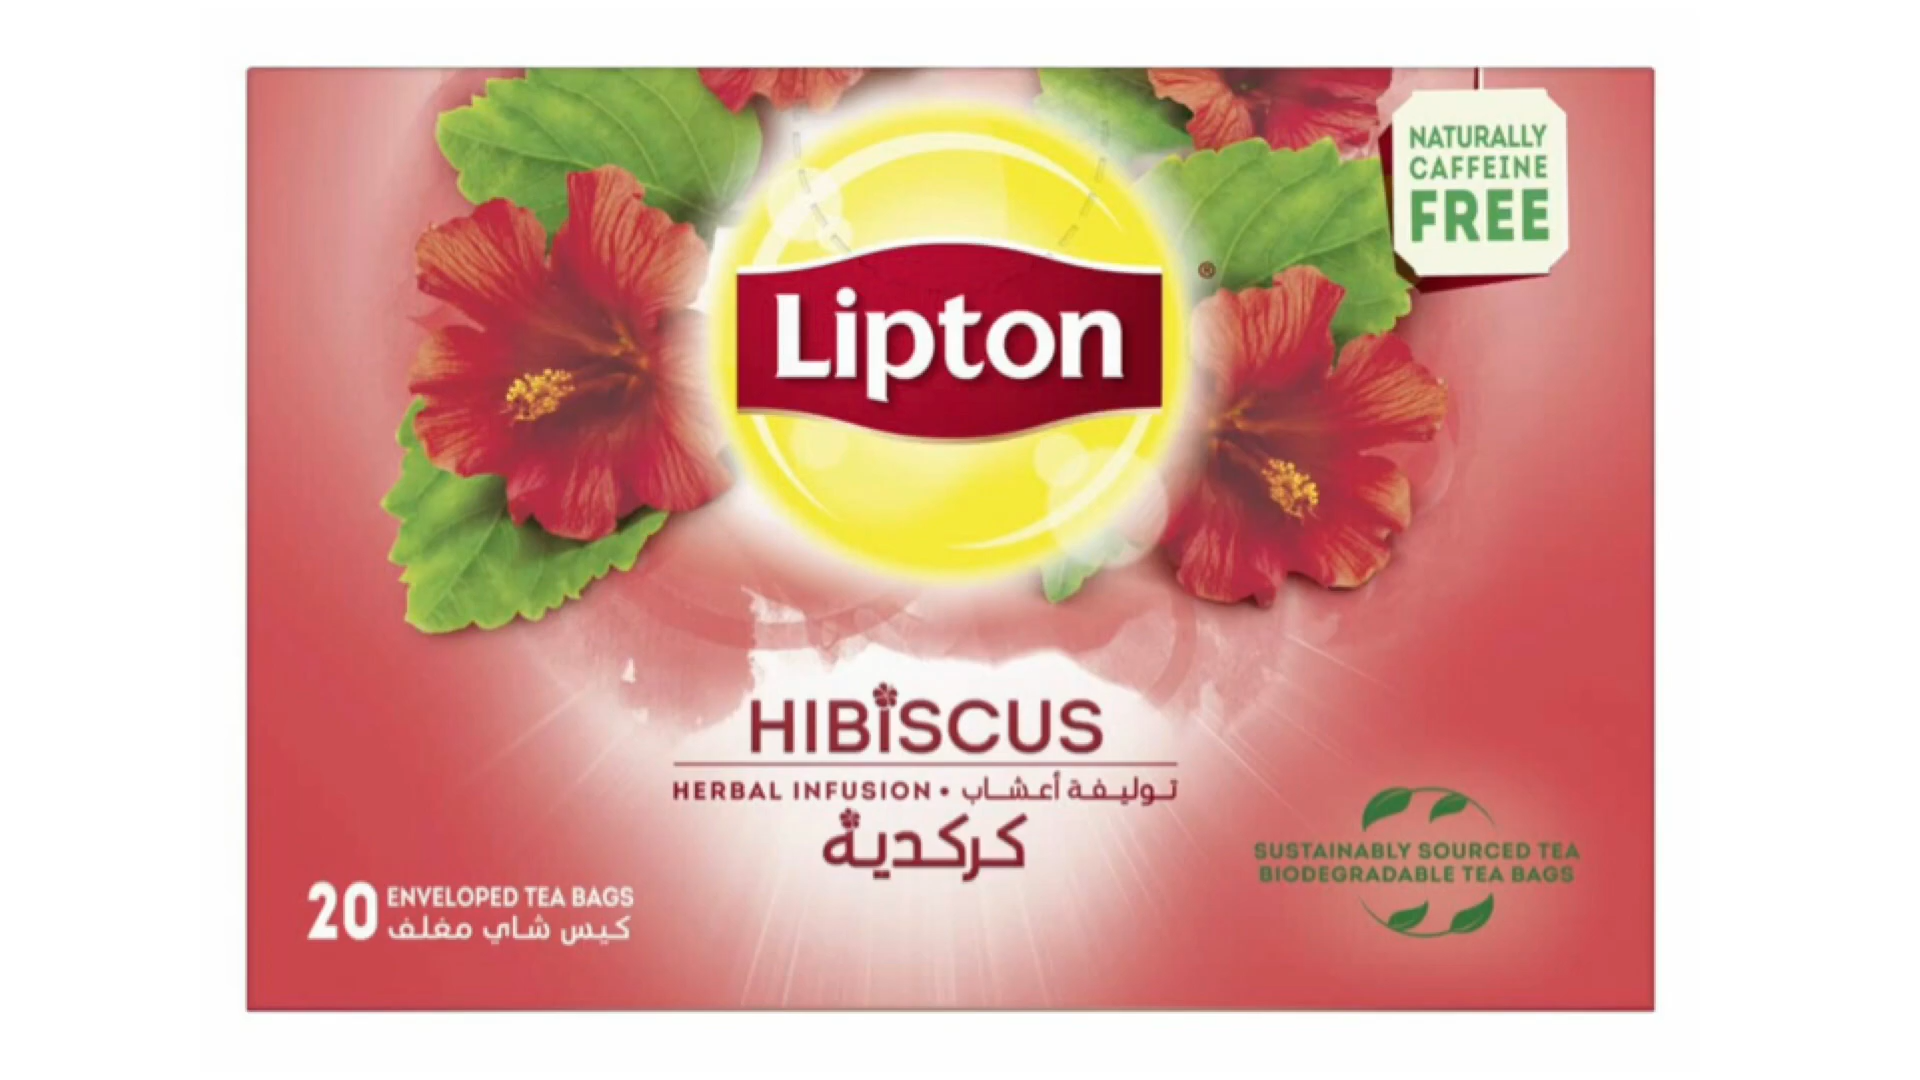 NATURALLY
CAFFEINE
FREE
Lipton
®
HIBISCUS
HERBAL INFUSION • توليفة أعشاب
كركدية
20 ENVELOPED TEA BAGS
كيس شاي مغلف
SUSTAINABLY SOURCED TEA
BIODEGRADABLE TEA BAGS